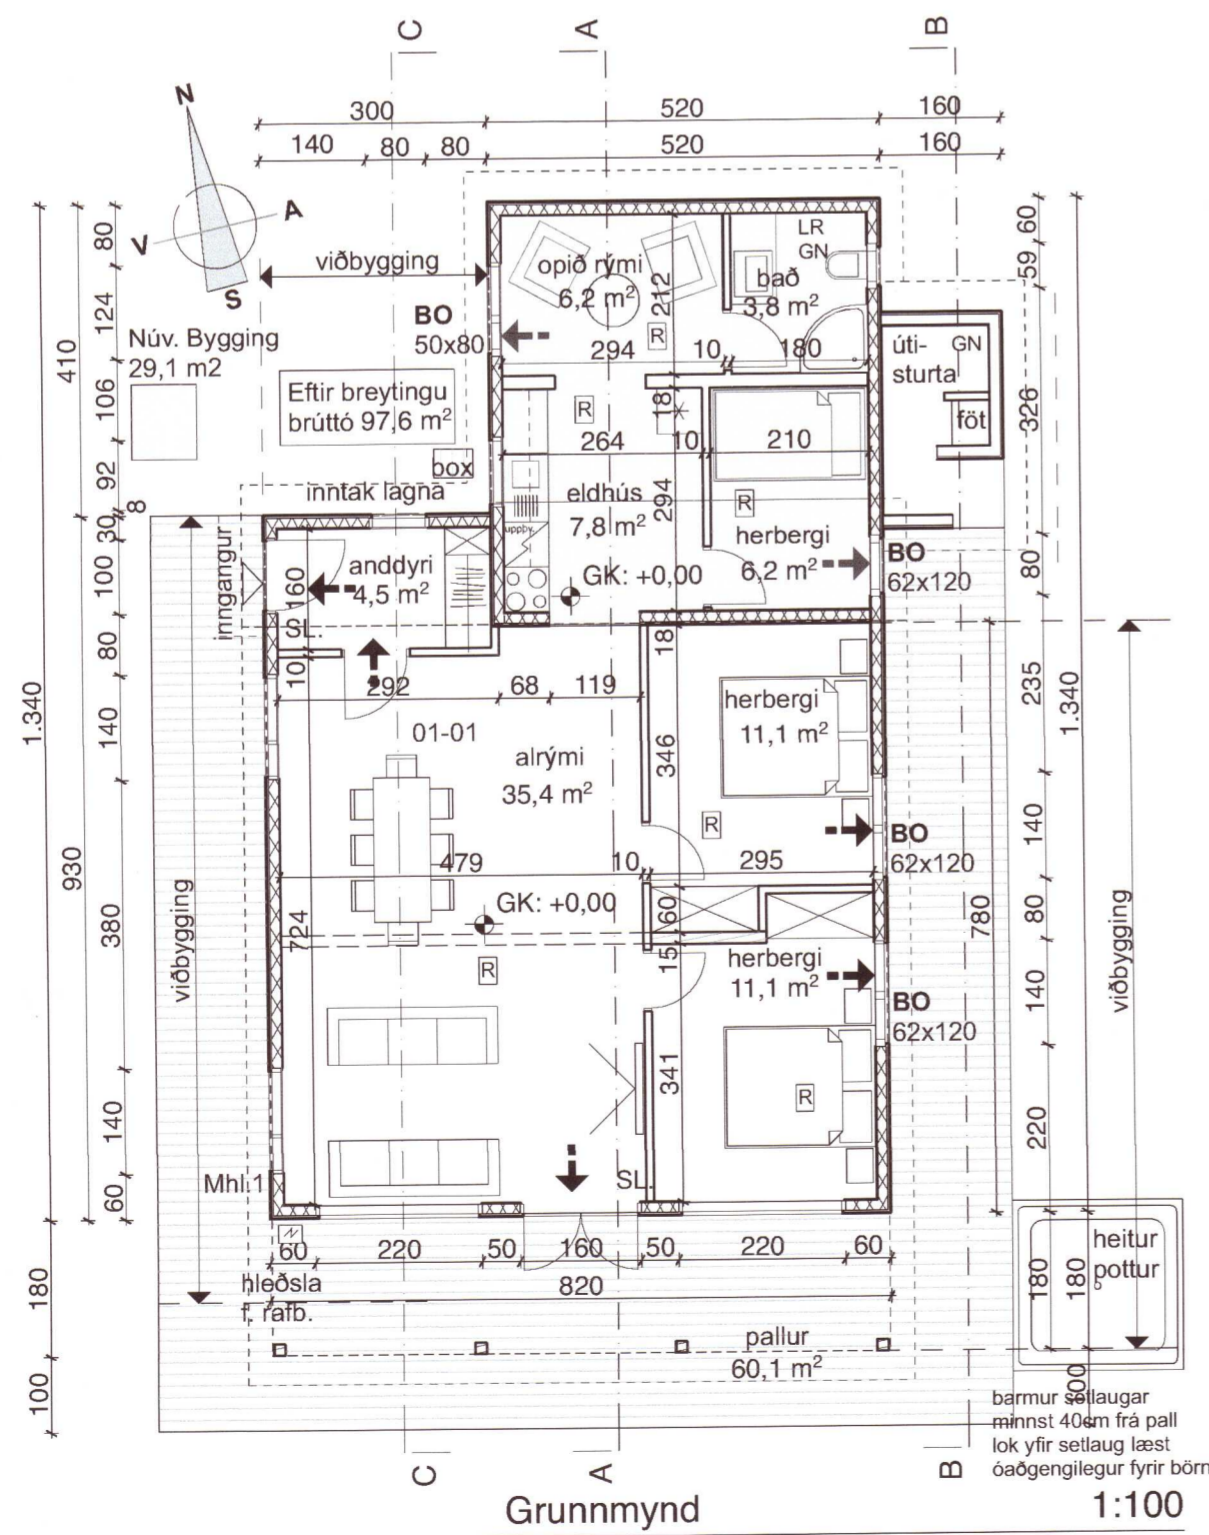 C
A
B
N
A
V
S
300
520
160
140
80
80
520
160
viðbygging
Núv. Bygging
29,1 m2
Eftir breytingu
brúttó 97,6 m²
box
inntak lagna
BO
50x80
opið rými
6,2 m²
212
LR
GN
bað
3,8 m²
R
294
10
180
úti-
sturta
GN
föt
18
R
264
10
210
eldhús
7,8 m²
294
uppþv.
R
herbergi
6,2 m²
GK: +0,00
BO
62x120
inngangur
anddyri
4,5 m²
160
SL.
10
292
68
119
18
01-01
alrými
35,4 m²
346
herbergi
11,1 m²
R
BO
62x120
479
10
295
GK: +0,00
60
15
724
R
herbergi
11,1 m²
BO
62x120
341
R
Mhl.1
SL.
60
220
50
160
50
220
60
hleðsla
f. rafb.
820
pallur
60,1 m²
heitur
pottur
180
180
100
barmur setlaugar
minnst 40cm frá pall
lok yfir setlaug læst
óaðgengilegur fyrir börn
1.340
180
100
410
930
80
124
106
92
8
30
100
80
140
380
140
60
viðbygging
60
59
326
80
235
140
80
140
220
1.340
780
viðbygging
C
A
B
Grunnmynd
1:100